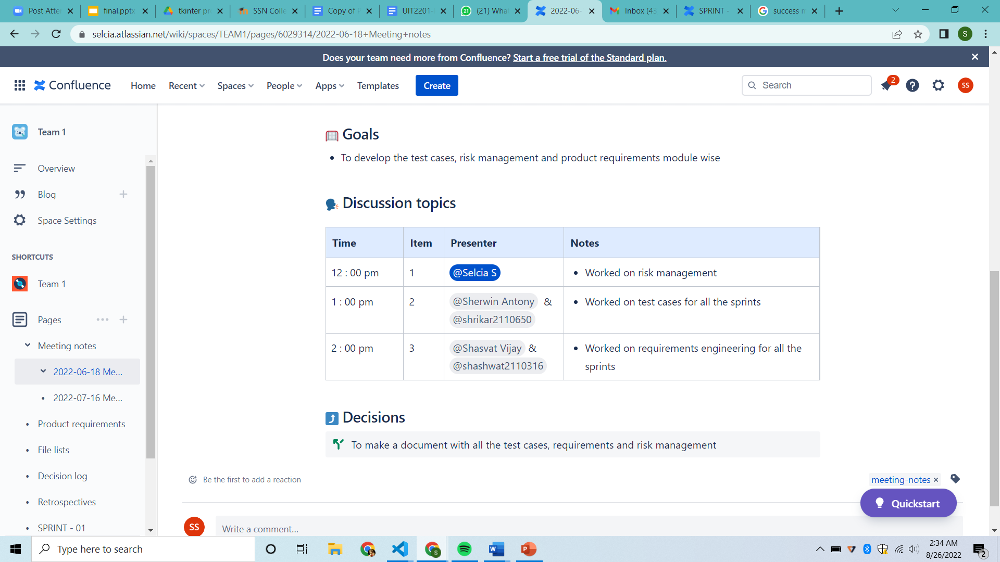 Post Atte
final.pptx
tkinter pr
SSN Colle
Copy of P
UIT2201-
(21) What
2022-06-
Inbox (43
SPRINT -
success m
selcia.atlassian.net/wiki/spaces/TEAM1/pages/6029314/2022-06-18+Meeting+notes
S
Does your team need more from Confluence? Start a free trial of the Standard plan.
Confluence
Home
Recent
Spaces
People
Apps
Templates
Create
Search
2
SS
Team 1
Overview
Blog
Space Settings
SHORTCUTS
Team 1
Pages
Meeting notes
2022-06-18 Me...
2022-07-16 Me...
Product requirements
File lists
Decision log
Retrospectives
SPRINT - 01
Goals
• To develop the test cases, risk management and product requirements module wise
Discussion topics
Time Item Presenter Notes
12 : 00 pm 1 @Selcia S • Worked on risk management
1 : 00 pm 2 @Sherwin Antony & • Worked on test cases for all the sprints
@shrikar2110650
2 : 00 pm 3 @Shasvat Vijay & • Worked on requirements engineering for all the
@shashwat2110316 sprints
Decisions
To make a document with all the test cases, requirements and risk management
Be the first to add a reaction
meeting-notes ×
Quickstart
SS
Write a comment...
Type here to search
2:34 AM
8/26/2022
2